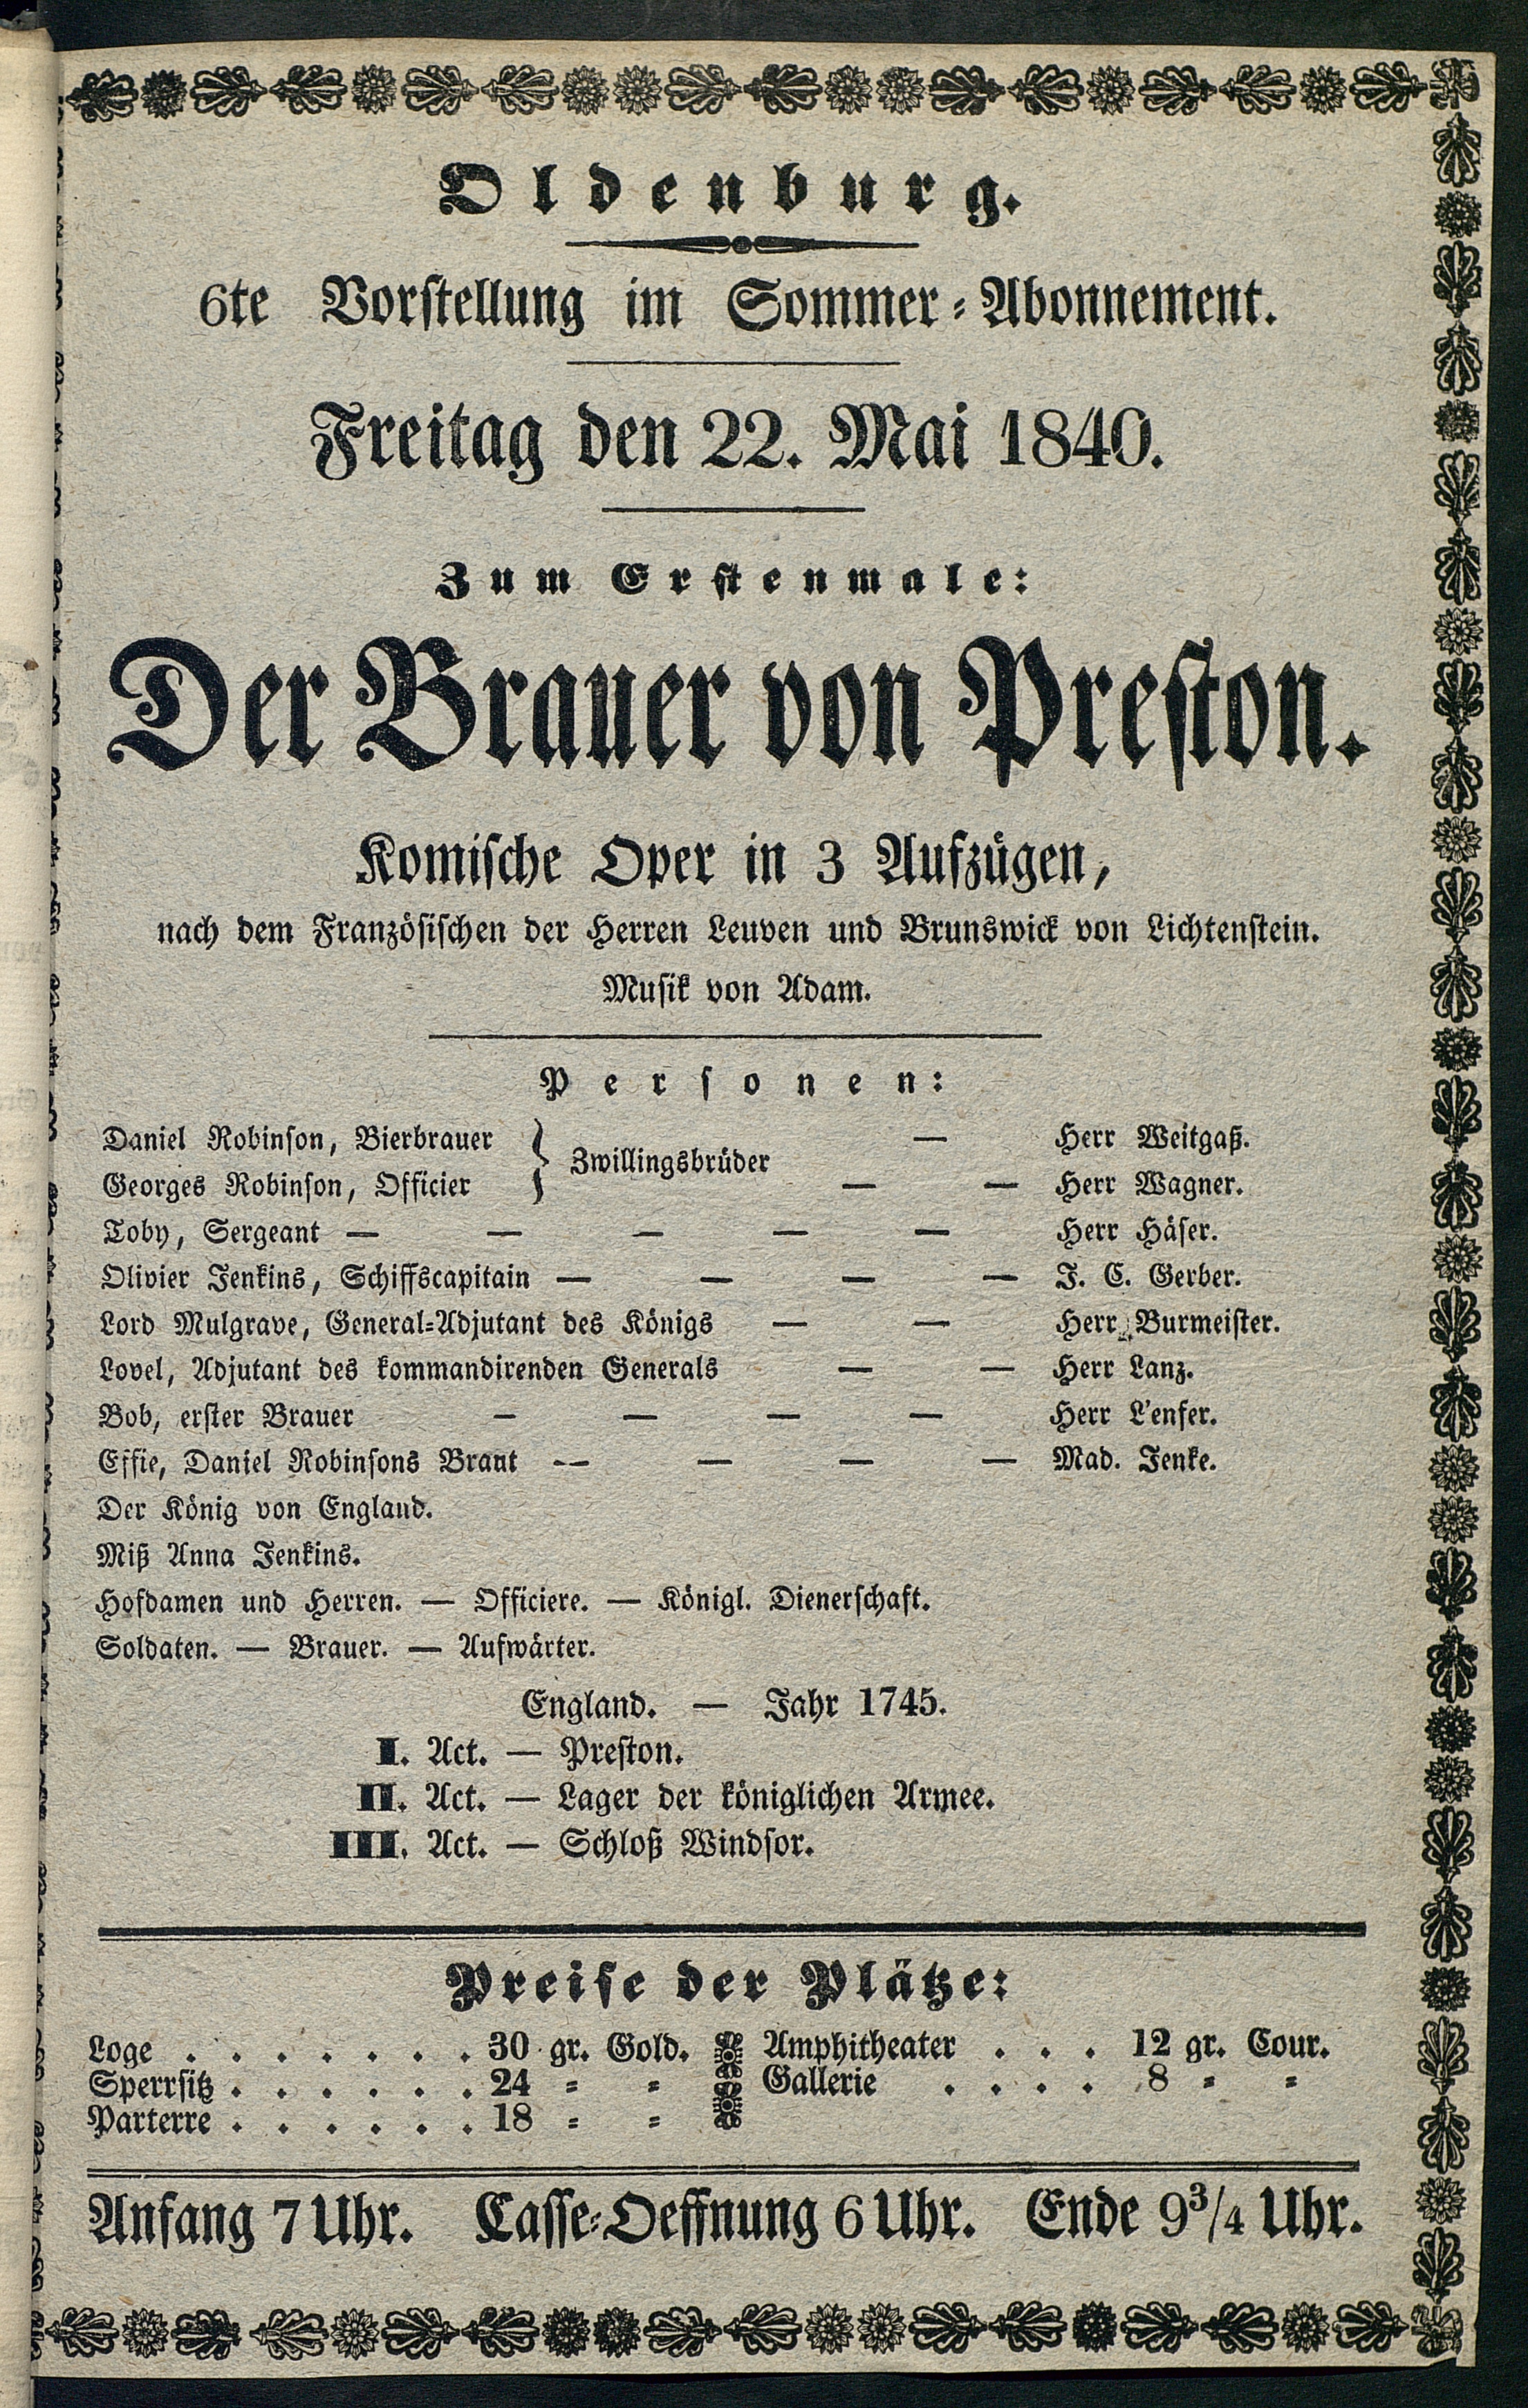 Oldenburg.
6te Vorstellung im Sommer-Abonnement.
Freitag den 22. Mai 1840.
Zum Erstenmale:
Der Brauer von Preston.
Komische Oper in 3 Aufzügen,
nach dem Französischen der Herren Leuven und Brunswick von Lichtenstein.
Musik von Adam.
Personen:
Daniel Robinson, Bierbrauer } Zwillingsbrüder — Herr Weitgaß.
Georges Robinson, Officier — — Herr Wagner.
Toby, Sergeant — — — — — Herr Häser.
Olivier Jenkins, Schiffscapitain — — — — J. C. Gerber.
Lord Mulgrave, General-Adjutant des Königs — — Herr Burmeister.
Lovel, Adjutant des kommandirenden Generals — — Herr Lanz.
Bob, erster Brauer — — — — Herr L'enfer.
Effie, Daniel Robinsons Braut — — — — Mad. Jenke.
Der König von England.
Miß Anna Jenkins.
Hofdamen und Herren. — Officiere. — Königl. Dienerschaft.
Soldaten. — Brauer. — Aufwärter.
England. — Jahr 1745.
I. Act. — Preston.
II. Act. — Lager der königlichen Armee.
III. Act. — Schloß Windsor.
Preise der Plätze:
Loge . . . . . . . 30 gr. Gold. Amphitheater . . . 12 gr. Cour.
Sperrsitz . . . . . . 24 = = Gallerie . . . . 8 = =
Parterre . . . . . . 18 = =
Anfang 7 Uhr. Casse-Oeffnung 6 Uhr. Ende 9 3/4 Uhr.